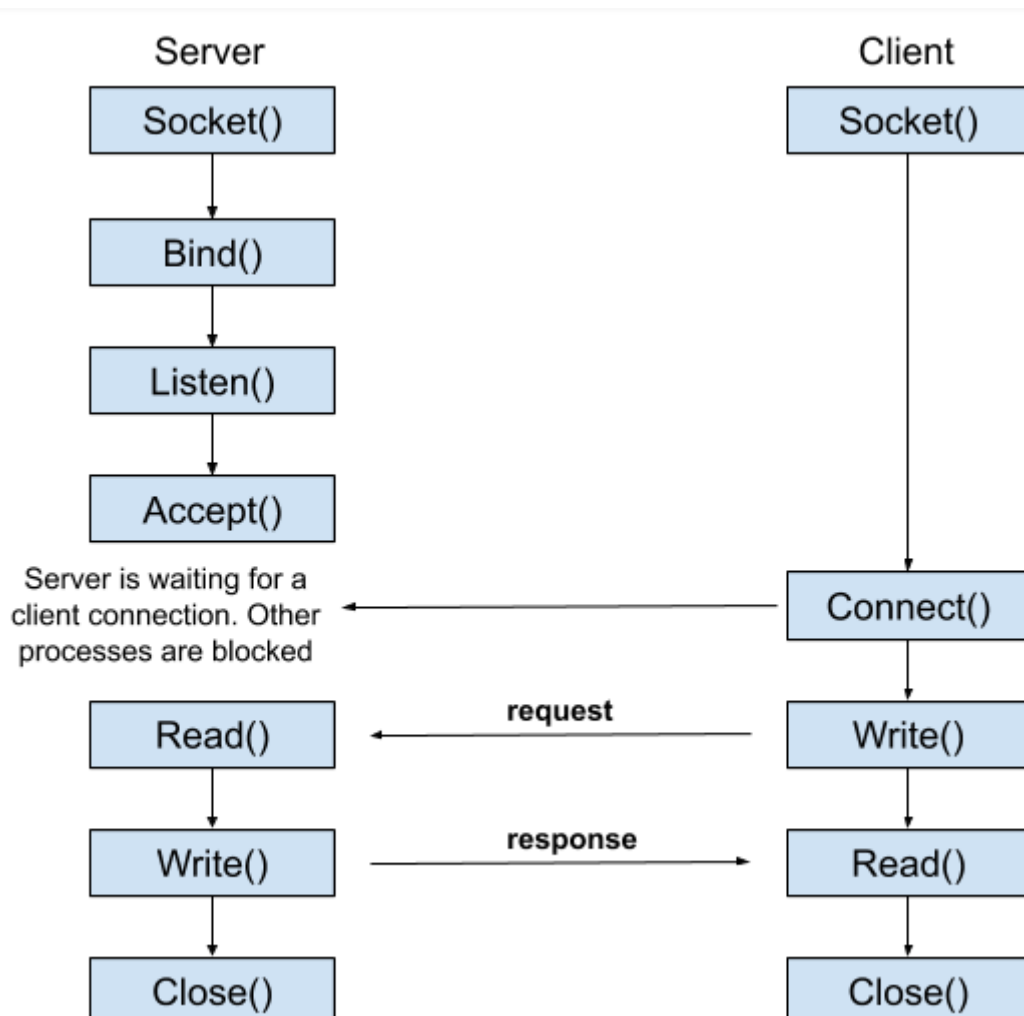 Server
Client
Socket()
Socket()
Bind()
Listen()
Accept()
Server is waiting for a
client connection. Other
processes are blocked
Connect()
request
Read()
Write()
response
Write()
Read()
Close()
Close()